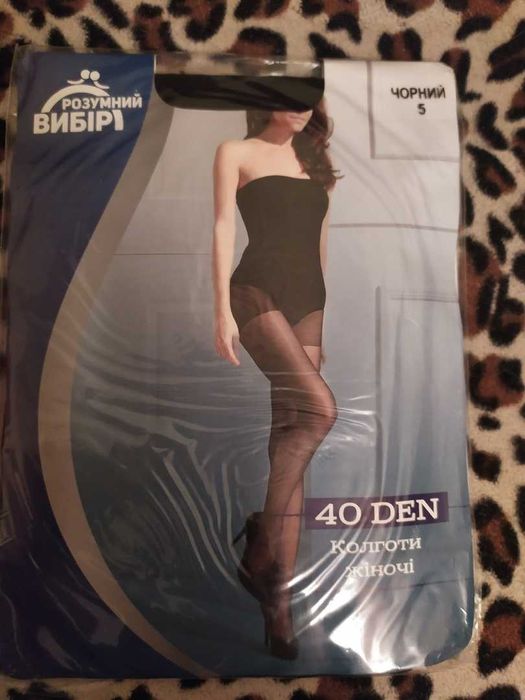 РОЗУМНИЙ
ВИБІР
ЧОРНИЙ
5
40 DEN
Колготи
жіночі